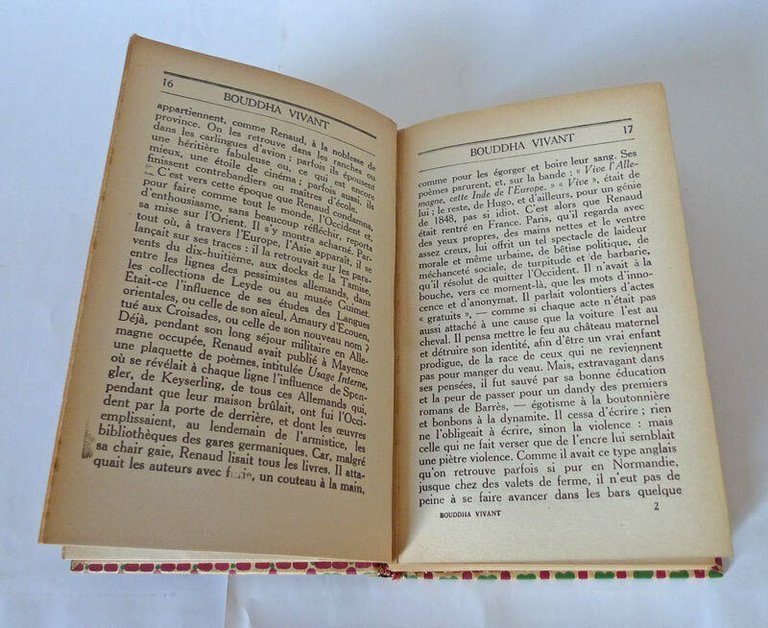 16
BOUDDHA VIVANT
appartiennent, comme Renaud, à la noblesse de
province. On les retrouve dans les ranches ou
dans les carlingues d'avion ; parfois ils épousent
une héritière fabuleuse ou, ce qui est encore
mieux, une étoile de cinéma ; parfois aussi, ils
finissent contrebandiers ou maîtres d'école.
C'est vers cette époque que Renaud condamna,
pour faire comme tout le monde, l'Occident et,
d'enthousiasme, sans beaucoup réfléchir, reporta
sa mise sur l'Orient. Il s'y montra acharné. Par-
tout où, à travers l'Europe, l'Asie apparaît, il se
lançait sur ses traces : il la retrouvait sur les para-
vents du dix-huitième, aux docks de la Tamise,
entre les lignes des pessimistes allemands, dans
les collections de Leyde ou au musée Guimet.
Etait-ce l'influence de ses études des Langues
orientales, ou celle de son aïeul, Amaury d'Ecouen,
tué aux Croisades, ou celle de son nouveau nom ?
Déjà, pendant son long séjour militaire en Alle-
magne occupée, Renaud avait publié à Mayence
une plaquette de poèmes, intitulée Usage Interne,
où se révélait à chaque ligne l'influence de Spen-
gler, de Keyserling, de tous ces Allemands qui,
pendant que leur maison brûlait, ont fui l'Occi-
dent par la porte de derrière, et dont les œuvres
emplissaient, au lendemain de l'armistice, les
bibliothèques des gares germaniques. Car, malgré
sa chair gaie, Renaud lisait tous les livres. Il atta-
quait les auteurs avec furie, un couteau à la main,
BOUDDHA VIVANT
17
comme pour les égorger et boire leur sang. Ses
poèmes parurent, et, sur la bande : « Vive l'Alle-
magne, cette Inde de l'Europe. » « Vive », était de
lui ; le reste, de Hugo, et d'ailleurs, pour un génie
de 1848, pas si idiot. C'est alors que Renaud
était rentré en France. Paris, qu'il regarda avec
des yeux propres, des mains nettes et le ventre
assez creux, lui offrit un tel spectacle de laideur
morale et même urbaine, de bêtise politique, de
méchanceté sociale, de turpitude et de barbarie,
qu'il résolut de quitter l'Occident. Il n'avait à la
bouche, vers ce moment-là, que les mots d'inno-
cence et d'anonymat. Il parlait volontiers d'actes
« gratuits », — comme si chaque acte n'était pas
aussi attaché à une cause que la voiture l'est au
cheval. Il pensa mettre le feu au château maternel
et détruire son identité, afin d'être un vrai enfant
prodigue, de la race de ceux qui ne reviennent
pas pour manger du veau. Mais, extravagant dans
ses pensées, il fut sauvé par sa bonne éducation
et la peur de passer pour un dandy des premiers
romans de Barrès, — égotisme à la boutonnière
et bonbons à la dynamite. Il cessa d'écrire ; rien
ne l'obligeait à écrire, sinon la violence : mais
celle qui ne fait verser que de l'encre lui semblait
une piètre violence. Comme il avait ce type anglais
qu'on retrouve parfois si pur en Normandie,
jusque chez des valets de ferme, il n'eut pas de
peine à se faire avancer dans les bars quelque
BOUDDHA VIVANT
2